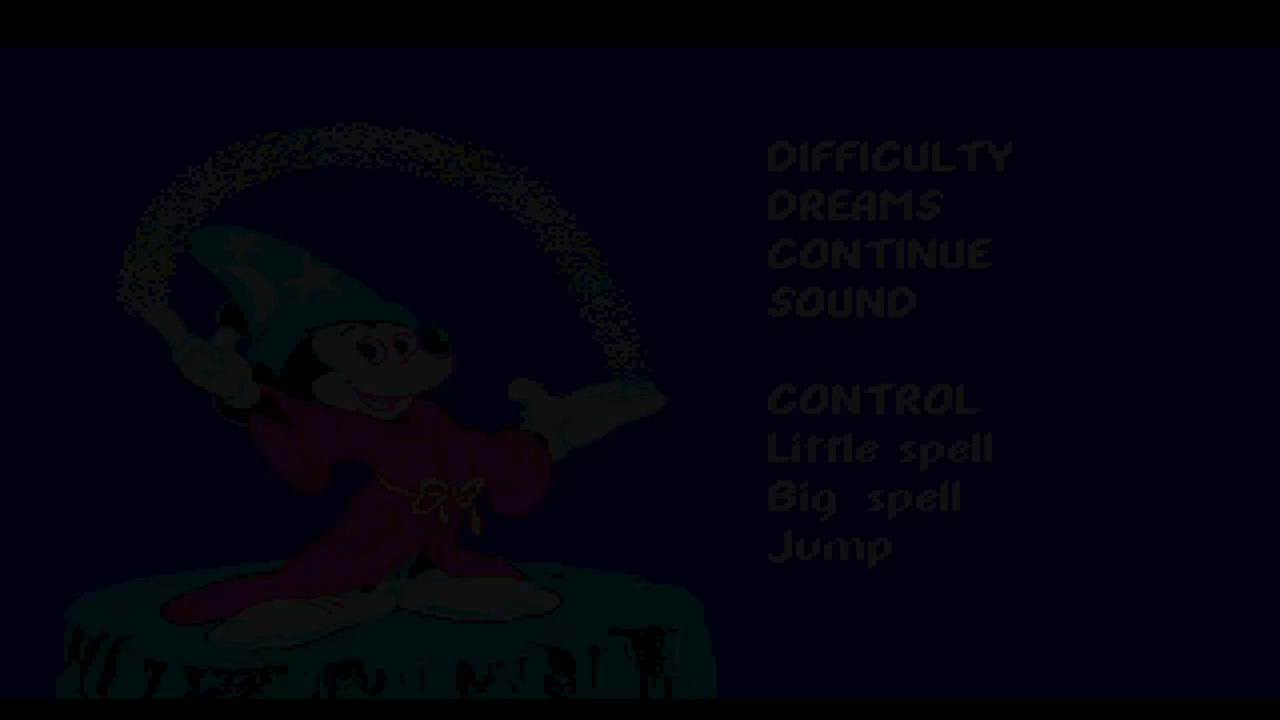 DIFFICULTY
DREAMS
CONTINUE
SOUND
CONTROL
Little spell
Big spell
Jump